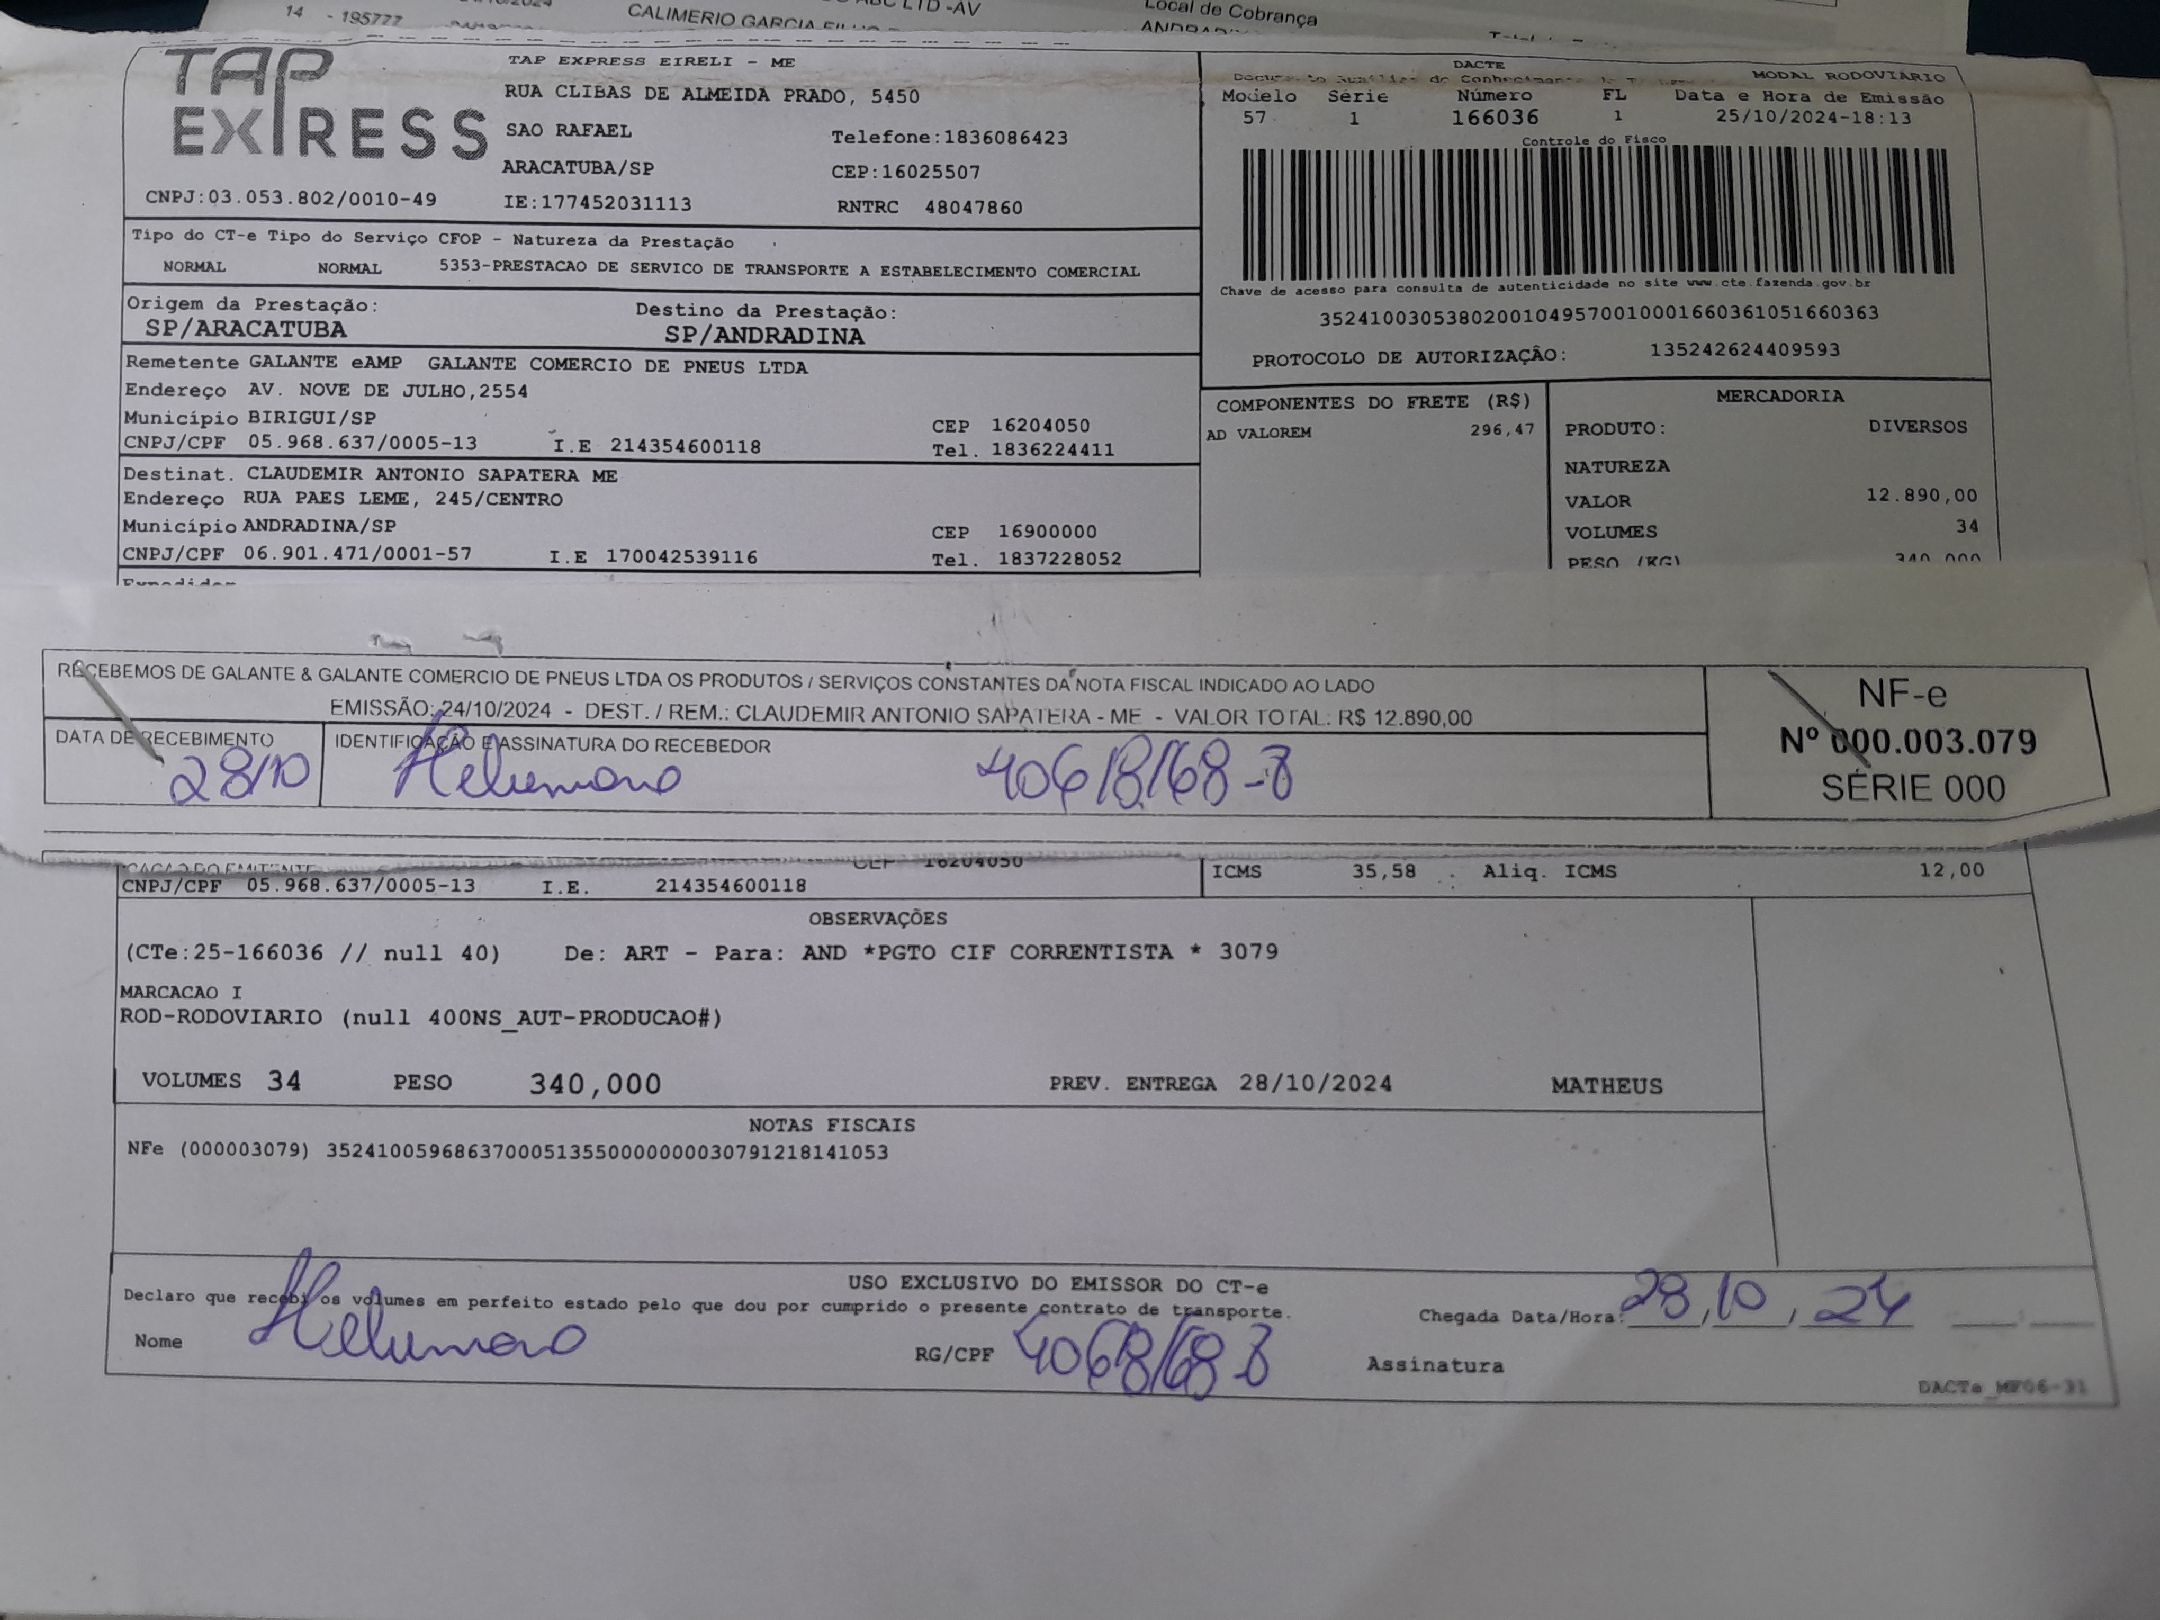 14 - 195777
CALIMERIO GARCIA FILHO
Local de Cobrança
TAP EXPRESS
TAP EXPRESS EIRELI - ME
RUA CLIBAS DE ALMEIDA PRADO, 5450
SAO RAFAEL Telefone:1836086423
ARACATUBA/SP CEP:16025507
CNPJ:03.053.802/0010-49 IE:177452031113 RNTRC 48047860
DACTE
MODAL RODOVIARIO
Modelo Série Número FL Data e Hora de Emissão
57 1 166036 1 25/10/2024-18:13
Controle do Fisco
Chave de acesso para consulta de autenticidade no site www.cte.fazenda.gov.br
35241003053802001049570010001660361051660363
PROTOCOLO DE AUTORIZAÇÃO: 135242624409593
Tipo do CT-e Tipo do Serviço CFOP - Natureza da Prestação
NORMAL NORMAL 5353-PRESTACAO DE SERVICO DE TRANSPORTE A ESTABELECIMENTO COMERCIAL
Origem da Prestação: Destino da Prestação:
SP/ARACATUBA SP/ANDRADINA
Remetente GALANTE eAMP GALANTE COMERCIO DE PNEUS LTDA
Endereço AV. NOVE DE JULHO,2554
Município BIRIGUI/SP CEP 16204050
CNPJ/CPF 05.968.637/0005-13 I.E 214354600118 Tel. 1836224411
Destinat. CLAUDEMIR ANTONIO SAPATERA ME
Endereço RUA PAES LEME, 245/CENTRO
Município ANDRADINA/SP CEP 16900000
CNPJ/CPF 06.901.471/0001-57 I.E 170042539116 Tel. 1837228052
COMPONENTES DO FRETE (R$)
AD VALOREM 296,47
MERCADORIA
PRODUTO: DIVERSOS
NATUREZA
VALOR 12.890,00
VOLUMES 34
PESO (KG) 340,000
RECEBEMOS DE GALANTE & GALANTE COMERCIO DE PNEUS LTDA OS PRODUTOS / SERVIÇOS CONSTANTES DA NOTA FISCAL INDICADO AO LADO
EMISSÃO: 24/10/2024 - DEST. / REM.: CLAUDEMIR ANTONIO SAPATERA - ME - VALOR TOTAL: R$ 12.890,00
DATA DE RECEBIMENTO IDENTIFICAÇÃO E ASSINATURA DO RECEBEDOR
28/10
NF-e
Nº 000.003.079
SÉRIE 000
CEP 16204050
CNPJ/CPF 05.968.637/0005-13 I.E. 214354600118
ICMS 35,58 Aliq. ICMS 12,00
OBSERVAÇÕES
(CTe:25-166036 // null 40) De: ART - Para: AND *PGTO CIF CORRENTISTA * 3079
MARCACAO I
ROD-RODOVIARIO (null 400NS_AUT-PRODUCAO#)
VOLUMES 34 PESO 340,000 PREV. ENTREGA 28/10/2024 MATHEUS
NOTAS FISCAIS
NFe (000003079) 35241005968637000513550000000030791218141053
USO EXCLUSIVO DO EMISSOR DO CT-e
Declaro que recebi os volumes em perfeito estado pelo que dou por cumprido o presente contrato de transporte.
Chegada Data/Hora: 28,10,24
Nome RG/CPF Assinatura
DACTe_MF06-31